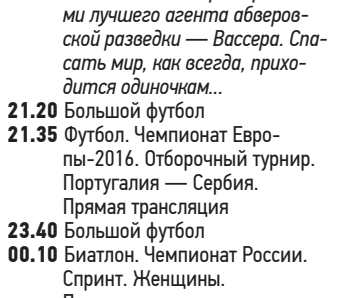 ми лучшего агента абверов-
ской разведки — Вассера. Спа-
сать мир, как всегда, прихо-
дится одиночкам...
21.20 Большой футбол
21.35 Футбол. Чемпионат Евро-
пы-2016. Отборочный турнир.
Португалия — Сербия.
Прямая трансляция
23.40 Большой футбол
00.10 Биатлон. Чемпионат России.
Спринт. Женщины.